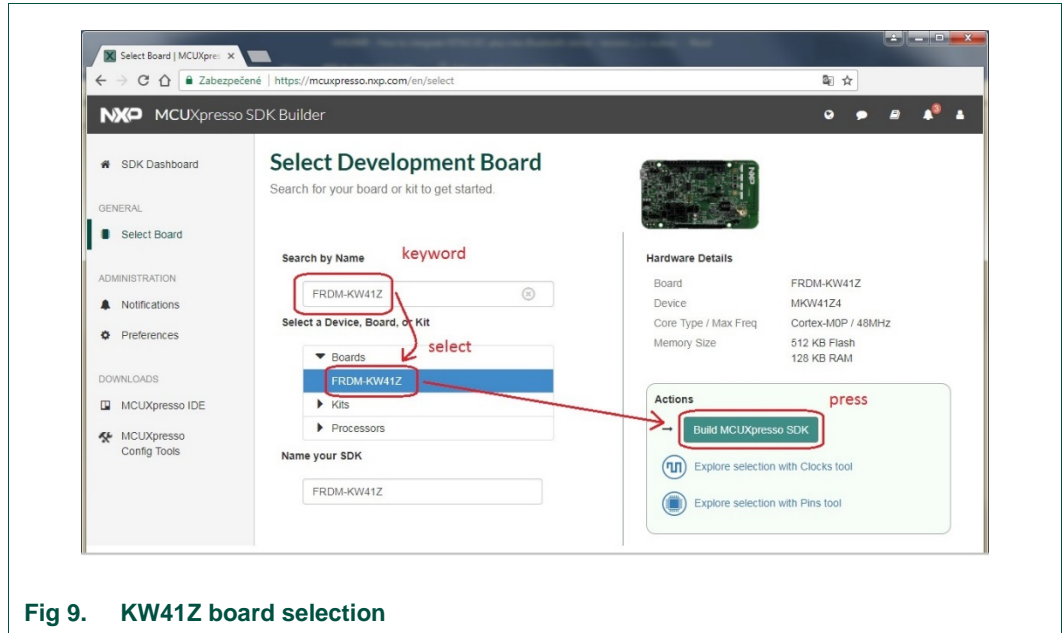 Select Board | MCUXpres
Zabezpečené | https://mcuxpresso.nxp.com/en/select
NXP MCUXpresso SDK Builder
3
SDK Dashboard
GENERAL
Select Board
ADMINISTRATION
Notifications
Preferences
DOWNLOADS
MCUXpresso IDE
MCUXpresso
Config Tools
Select Development Board
Search for your board or kit to get started.
Search by Name
keyword
FRDM-KW41Z
Select a Device, Board, or Kit
select
Boards
FRDM-KW41Z
Kits
Processors
Name your SDK
FRDM-KW41Z
NXP
Hardware Details
Board FRDM-KW41Z
Device MKW41Z4
Core Type / Max Freq Cortex-M0P / 48MHz
Memory Size 512 KB Flash
128 KB RAM
Actions
press
Build MCUXpresso SDK
Explore selection with Clocks tool
Explore selection with Pins tool
Fig 9. KW41Z board selection